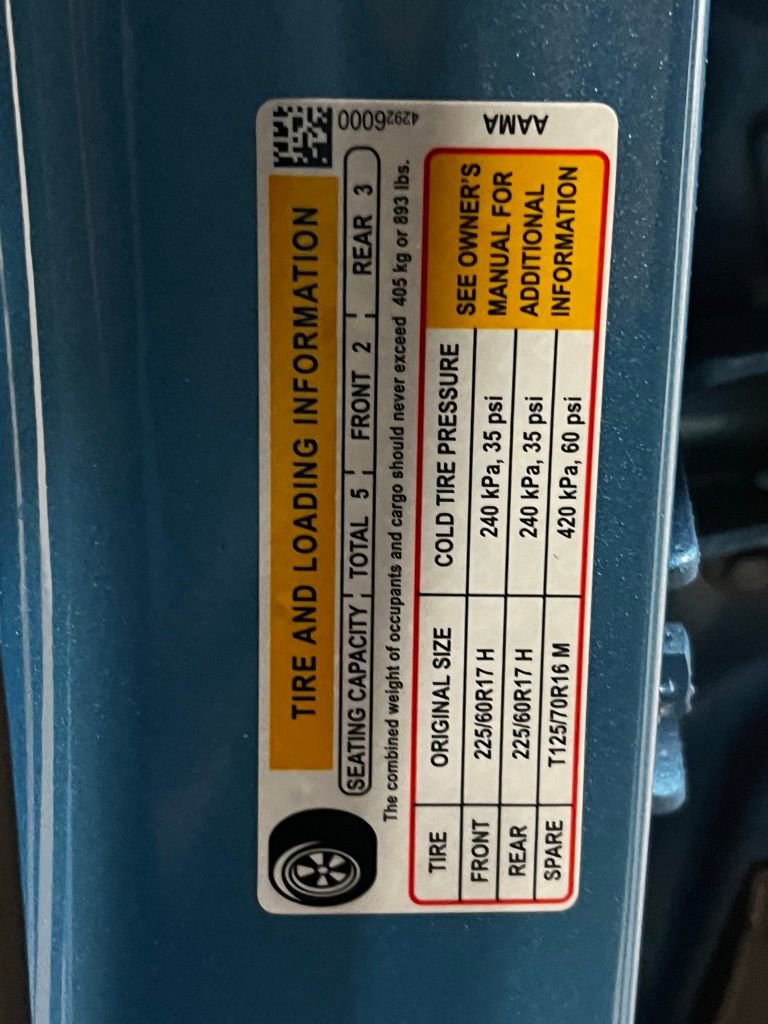 42926000
AAMA
TIRE AND LOADING INFORMATION
SEATING CAPACITY TOTAL 5 FRONT 2 REAR 3
The combined weight of occupants and cargo should never exceed 405 kg or 893 lbs.
TIRE ORIGINAL SIZE COLD TIRE PRESSURE
FRONT 225/60R17 H 240 kPa, 35 psi
REAR 225/60R17 H 240 kPa, 35 psi
SPARE T125/70R16 M 420 kPa, 60 psi
SEE OWNER'S
MANUAL FOR
ADDITIONAL
INFORMATION